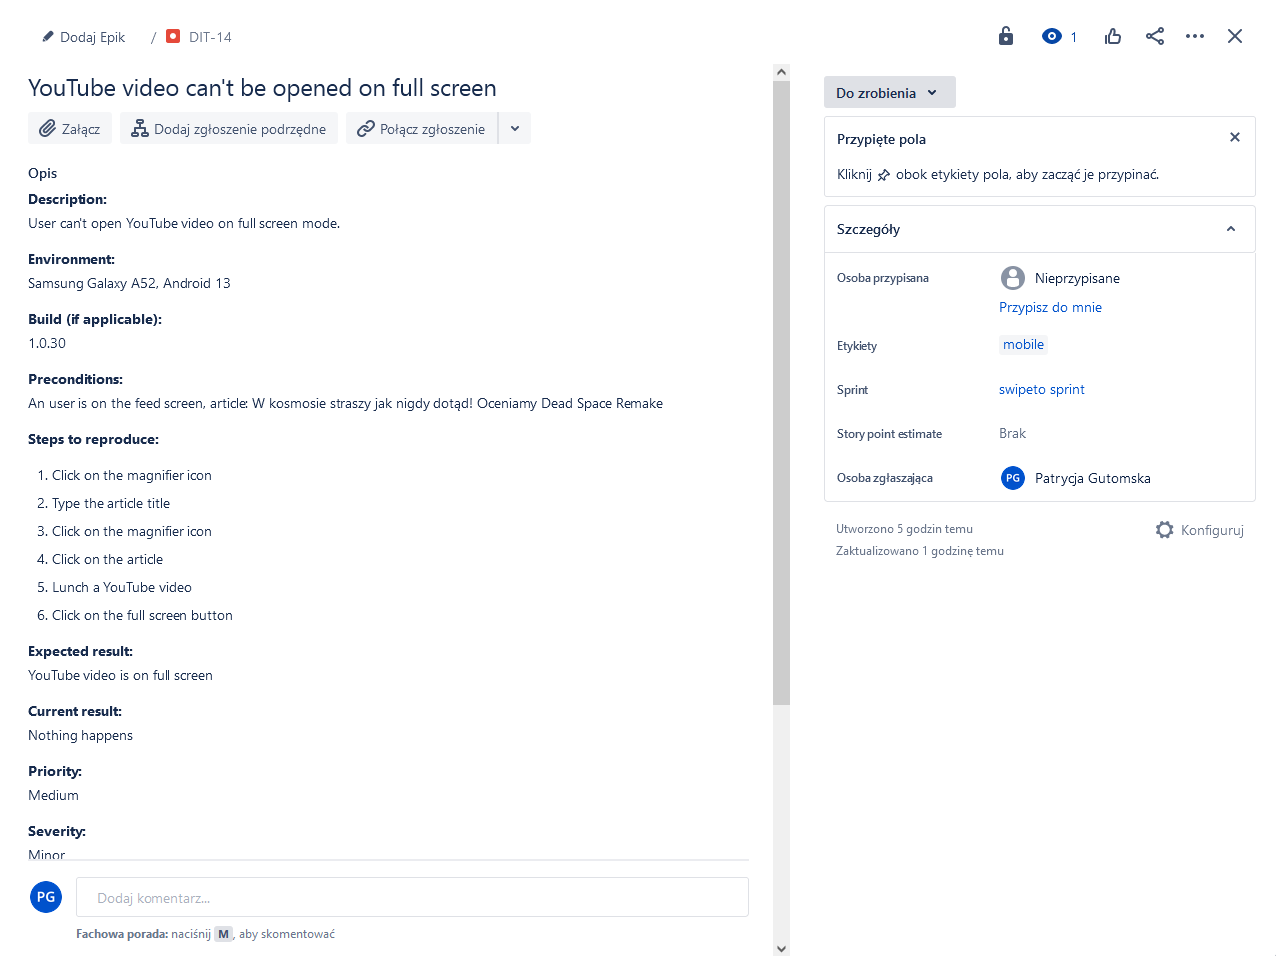 Dodaj Epik / DIT-14
1
YouTube video can't be opened on full screen
Załącz
Dodaj zgłoszenie podrzędne
Połącz zgłoszenie
Opis
Description:
User can't open YouTube video on full screen mode.
Environment:
Samsung Galaxy A52, Android 13
Build (if applicable):
1.0.30
Preconditions:
An user is on the feed screen, article: W kosmosie straszy jak nigdy dotąd! Oceniamy Dead Space Remake
Steps to reproduce:
1. Click on the magnifier icon
2. Type the article title
3. Click on the magnifier icon
4. Click on the article
5. Lunch a YouTube video
6. Click on the full screen button
Expected result:
YouTube video is on full screen
Current result:
Nothing happens
Priority:
Medium
Severity:
Minor
PG
Dodaj komentarz...
Fachowa porada: naciśnij M, aby skomentować
Do zrobienia
Przypięte pola
Kliknij obok etykiety pola, aby zacząć je przypinać.
Szczegóły
Osoba przypisana
Nieprzypisane
Przypisz do mnie
Etykiety
mobile
Sprint
swipeto sprint
Story point estimate
Brak
Osoba zgłaszająca
PG Patrycja Gutomska
Utworzono 5 godzin temu
Zaktualizowano 1 godzinę temu
Konfiguruj